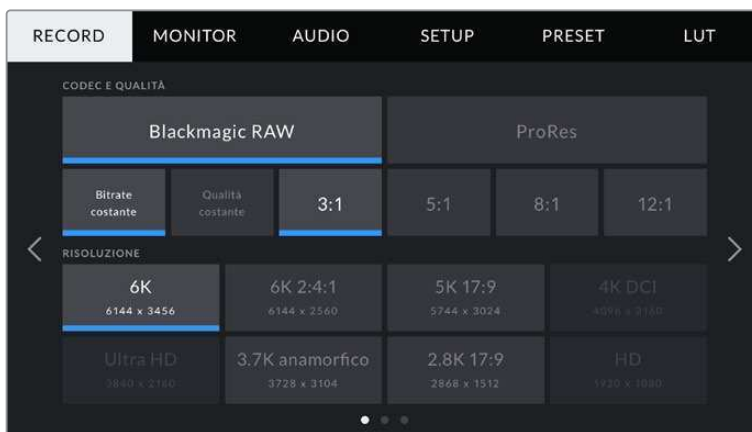 RECORD MONITOR AUDIO SETUP PRESET LUT
CODEC E QUALITÀ
Blackmagic RAW ProRes
Bitrate costante Qualità costante 3:1 5:1 8:1 12:1
RISOLUZIONE
6K 6K 2:4:1 5K 17:9 4K DCI
6144 x 3456 6144 x 2560 5744 x 3024 4096 x 2160
Ultra HD 3.7K anamorfico 2.8K 17:9 HD
3840 x 2160 3728 x 3104 2868 x 1512 1920 x 1080